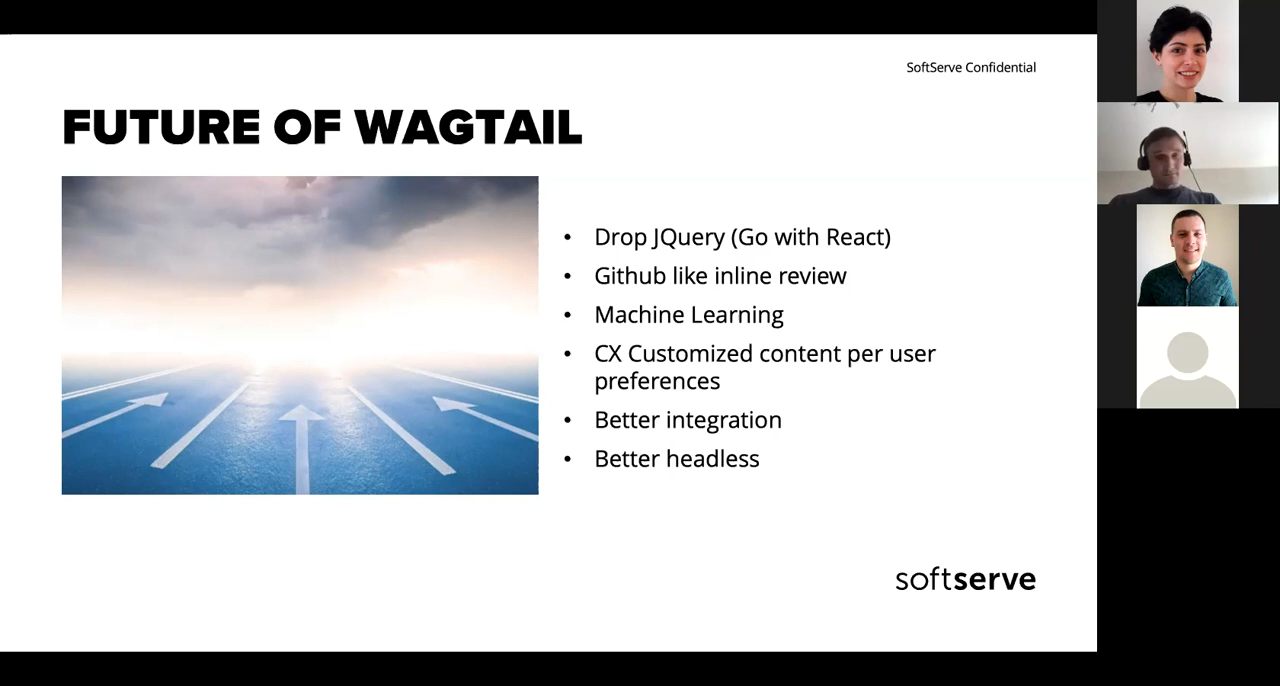 SoftServe Confidential
FUTURE OF WAGTAIL
• Drop JQuery (Go with React)
• Github like inline review
• Machine Learning
• CX Customized content per user
preferences
• Better integration
• Better headless
softserve